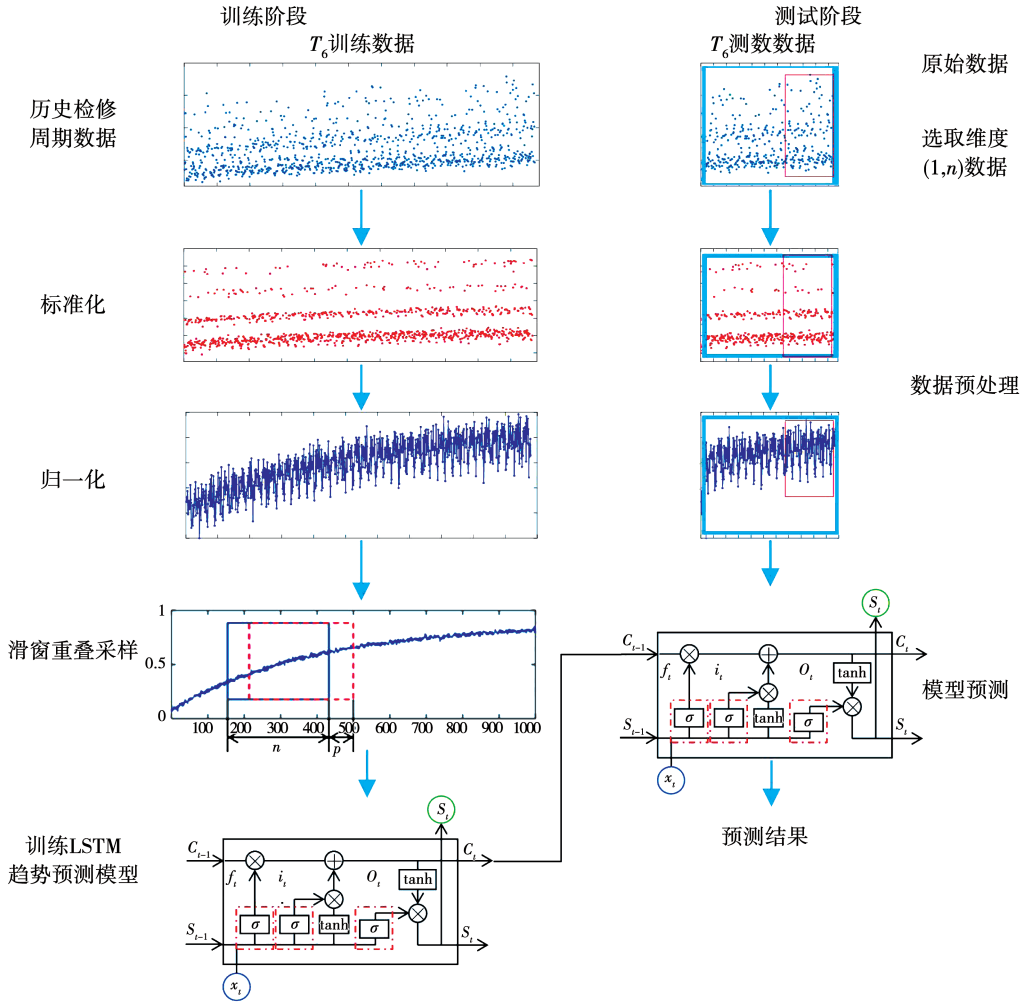 训练阶段
测试阶段
T6训练数据
T6测数数据
原始数据
历史检修
周期数据
选取维度
(1,n)数据
标准化
数据预处理
归一化
滑窗重叠采样
1
0.5
0
100 200 300 400 500 600 700 800 900 1000
n
p
St
Ct-1
Ct
ft
it
Ot
tanh
σ
σ
tanh
σ
St-1
St
xt
模型预测
预测结果
训练LSTM
趋势预测模型
St
Ct-1
Ct
ft
it
Ot
tanh
σ
σ
tanh
σ
St-1
St
xt